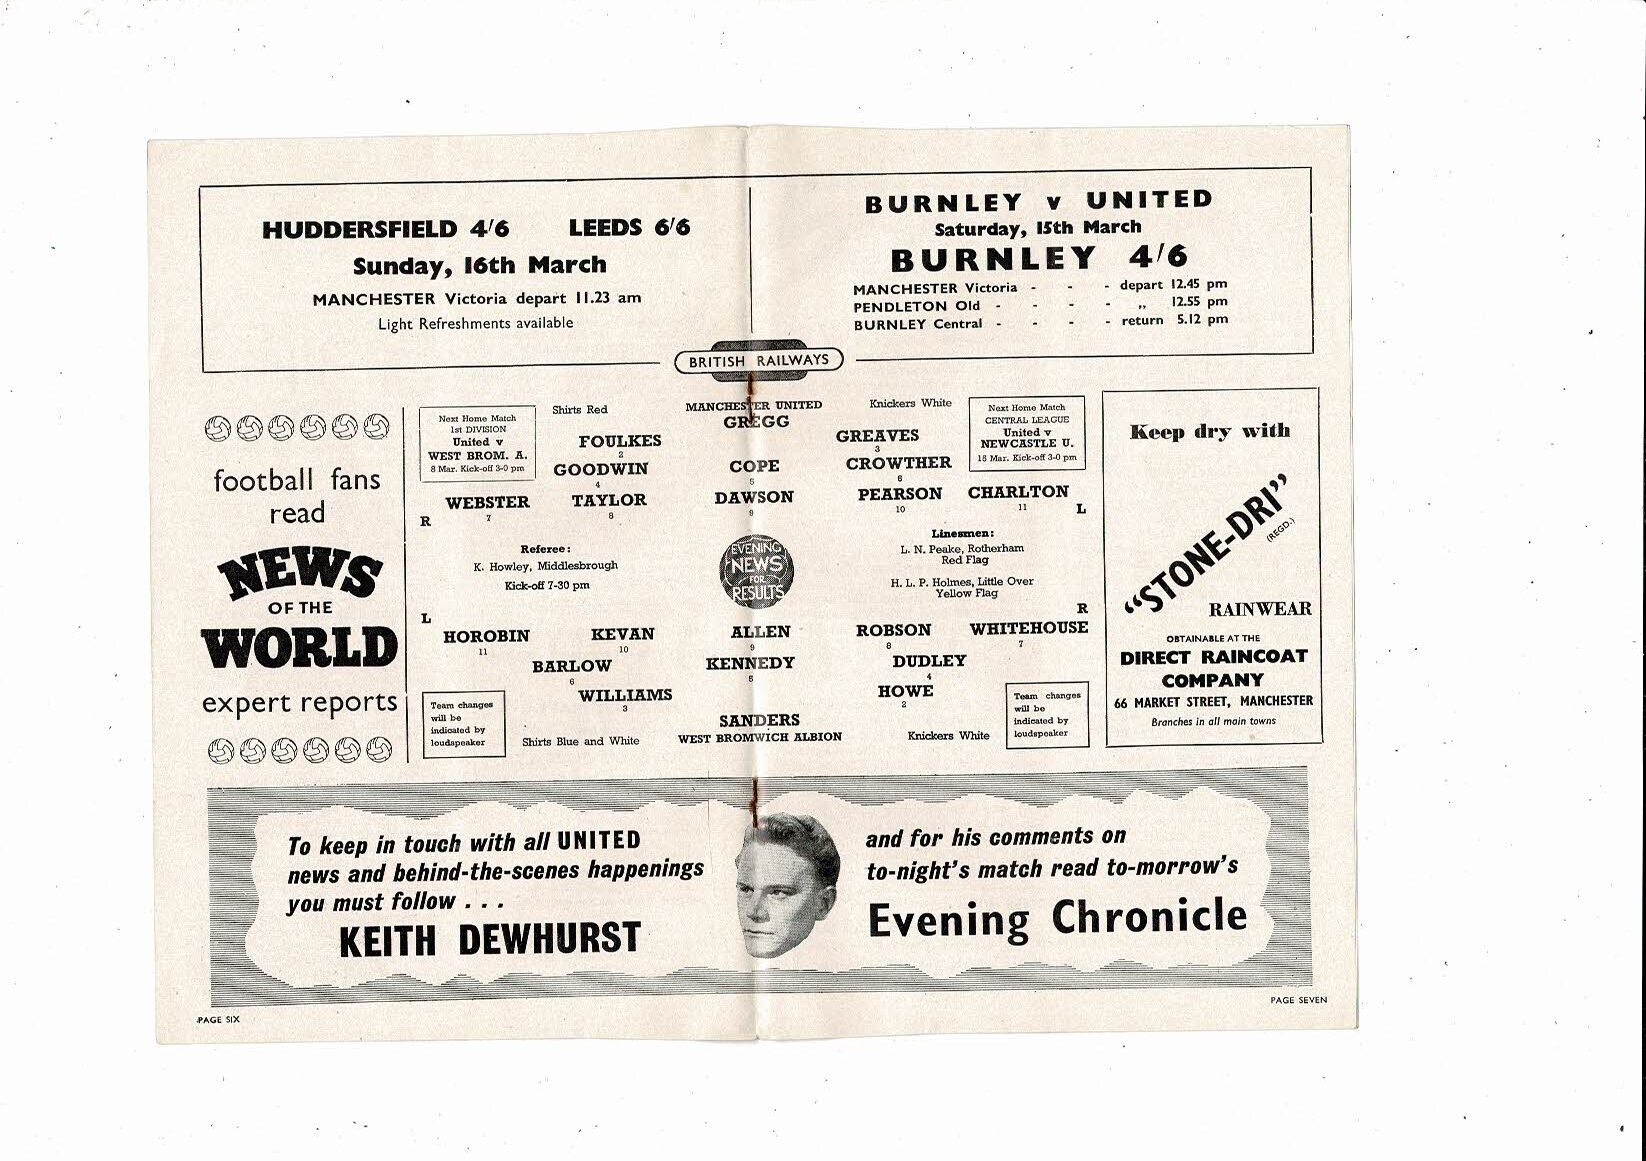 HUDDERSFIELD 4/6 LEEDS 6/6
Sunday, 16th March
MANCHESTER Victoria depart 11.23 am
Light Refreshments available
BURNLEY v UNITED
Saturday, 15th March
BURNLEY 4/6
MANCHESTER Victoria - - - depart 12.45 pm
PENDLETON Old - - - - „ 12.55 pm
BURNLEY Central - - - - return 5.12 pm
BRITISH RAILWAYS
football fans
read
NEWS
OF THE
WORLD
expert reports
Next Home Match
1st DIVISION
United v
WEST BROM. A.
8 Mar. Kick-off 3-0 pm
Shirts Red
MANCHESTER UNITED
Knickers White
Next Home Match
CENTRAL LEAGUE
United v
NEWCASTLE U.
15 Mar. Kick-off 3-0 pm
GREGG
FOULKES
2
GREAVES
3
GOODWIN
4
COPE
5
CROWTHER
6
WEBSTER
7
TAYLOR
8
DAWSON
9
PEARSON
10
CHARLTON
11
R
L
Referee:
K. Howley, Middlesbrough
Kick-off 7-30 pm
EVENING
NEWS
FOR
RESULTS
Linesmen:
L. N. Peake, Rotherham
Red Flag
H. L. P. Holmes, Little Over
Yellow Flag
L
R
HOROBIN
11
KEVAN
10
ALLEN
9
ROBSON
8
WHITEHOUSE
7
BARLOW
6
KENNEDY
5
DUDLEY
4
WILLIAMS
3
HOWE
2
SANDERS
WEST BROMWICH ALBION
Team changes
will be
indicated by
loudspeaker
Shirts Blue and White
Knickers White
Team changes
will be
indicated by
loudspeaker
Keep dry with
"STONE-DRI"
(REGD.)
RAINWEAR
OBTAINABLE AT THE
DIRECT RAINCOAT
COMPANY
66 MARKET STREET, MANCHESTER
Branches in all main towns
To keep in touch with all UNITED
news and behind-the-scenes happenings
you must follow . . .
KEITH DEWHURST
and for his comments on
to-night's match read to-morrow's
Evening Chronicle
PAGE SIX
PAGE SEVEN